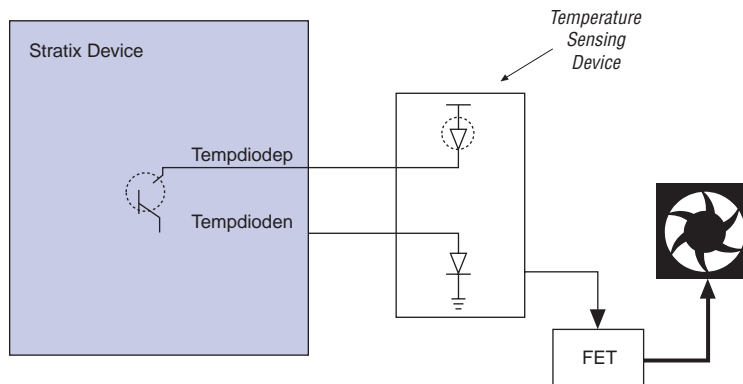 Temperature
Sensing
Device
Stratix Device
Tempdiodep
Tempdioden
FET